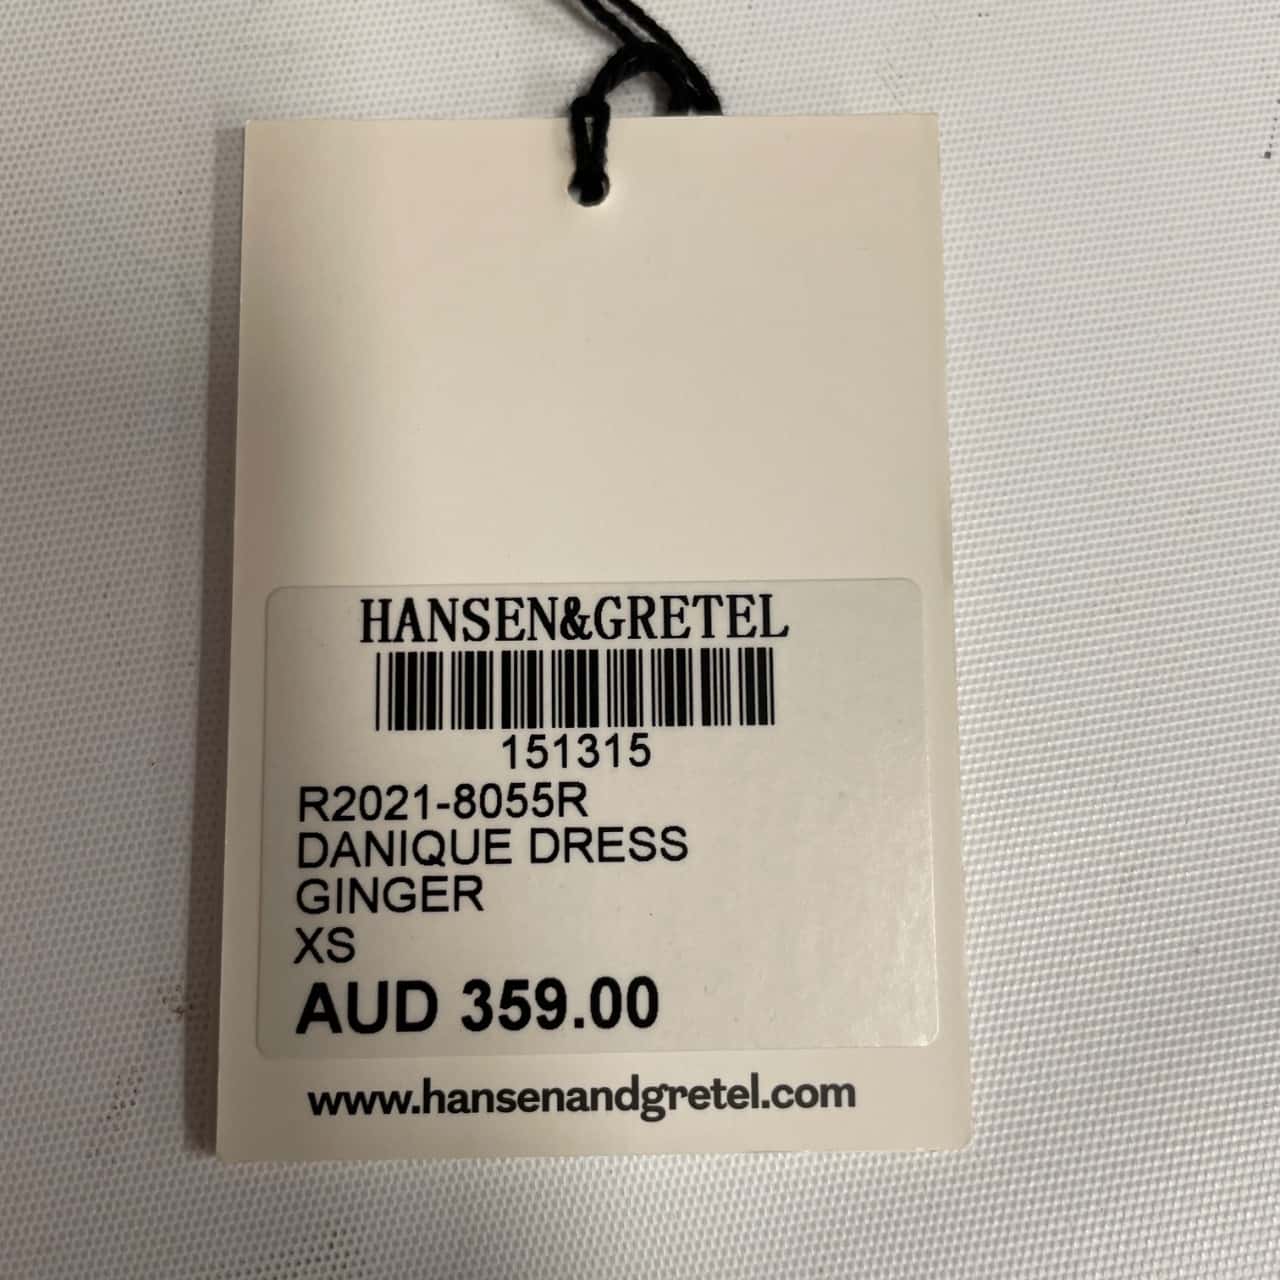 HANSEN&GRETEL
151315
R2021-8055R
DANIQUE DRESS
GINGER
XS
AUD 359.00
www.hansenandgretel.com